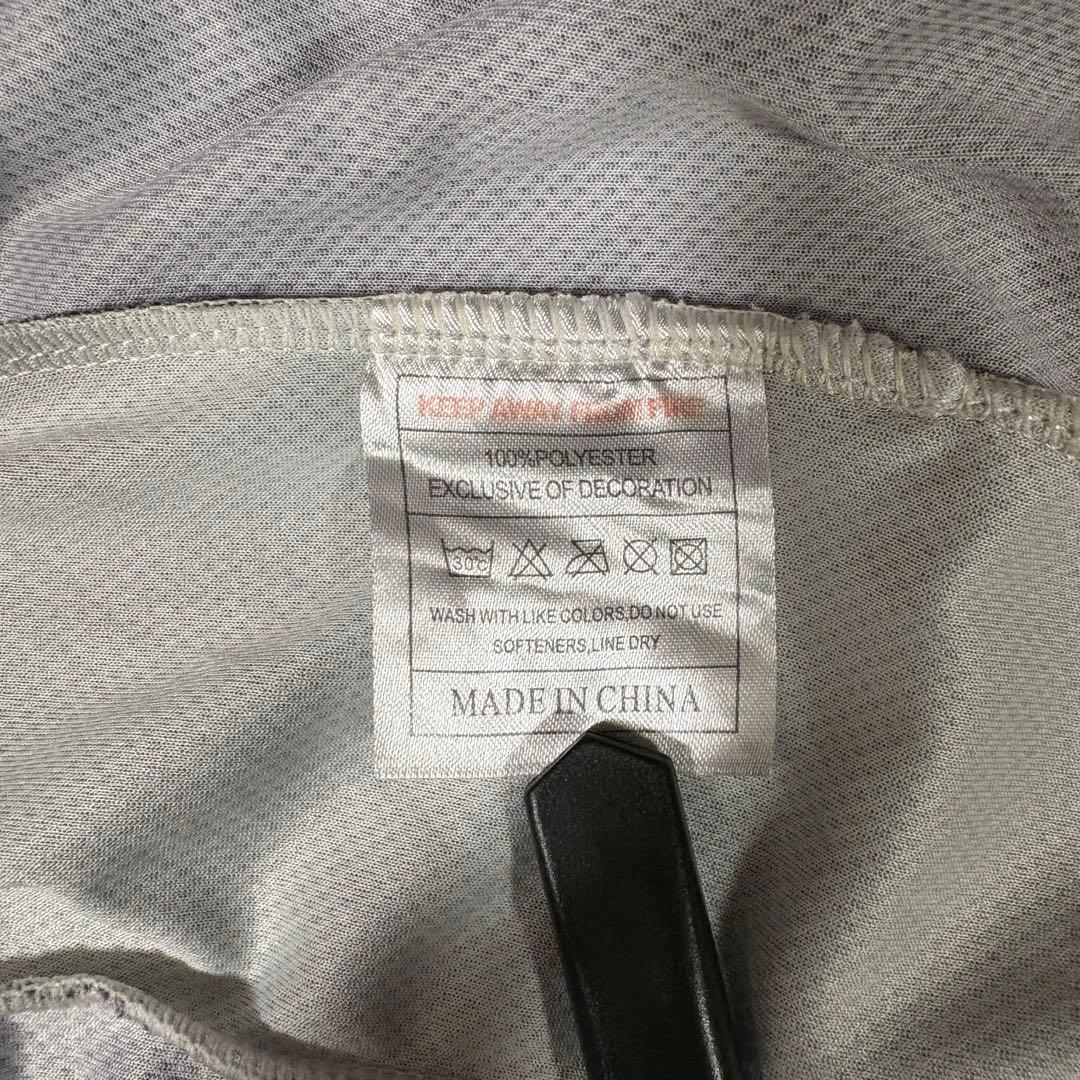 KEEP AWAY FROM FIRE
100%POLYESTER
EXCLUSIVE OF DECORATION
30℃
WASH WITH LIKE COLORS.DO NOT USE
SOFTENERS,LINE DRY
MADE IN CHINA